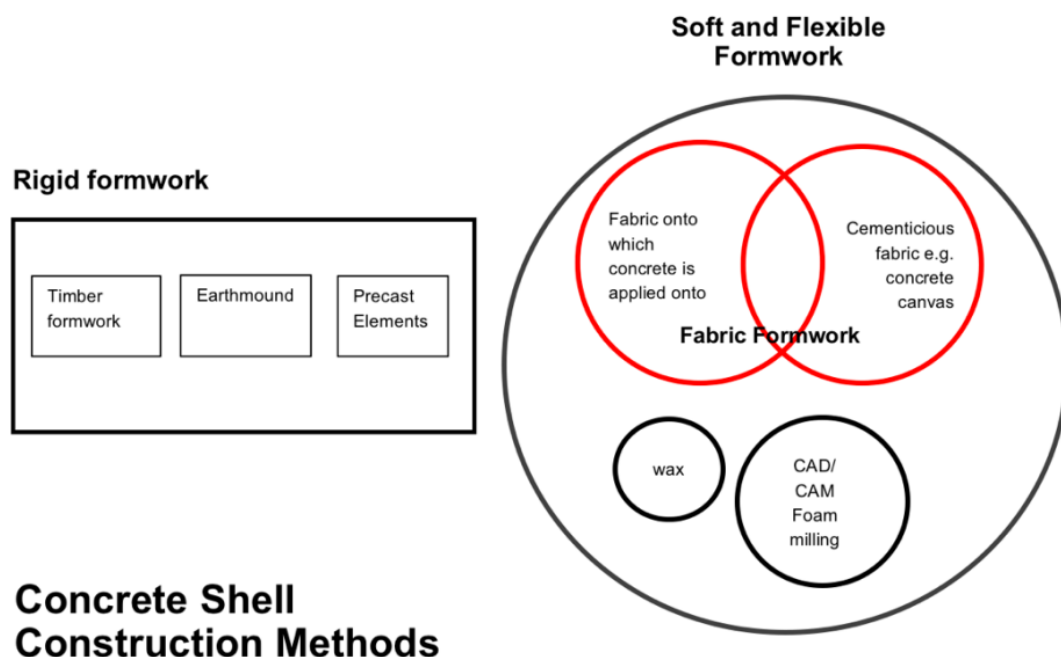 Soft and Flexible
Formwork
Rigid formwork
Timber
formwork
Earthmound
Precast
Elements
Fabric onto
which
concrete is
applied onto
Cementicious
fabric e.g.
concrete
canvas
Fabric Formwork
wax
CAD/
CAM
Foam
milling
Concrete Shell
Construction Methods